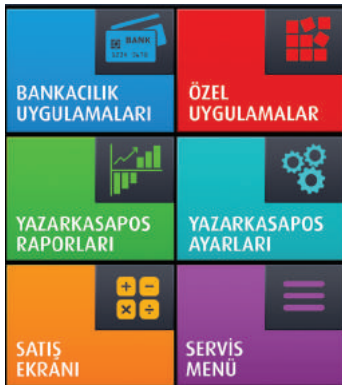 BANK
BANKACILIK
UYGULAMALARI
ÖZEL
UYGULAMALAR
YAZARKASAPOS
RAPORLARI
YAZARKASAPOS
AYARLARI
SATIŞ
EKRANI
SERVİS
MENÜ